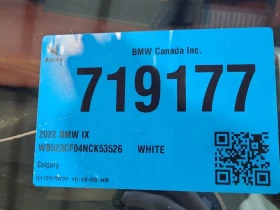 BMW Canada Inc.
719177
2022 BMW IX
WB523CF04NCK53526 WHITE
Calgary